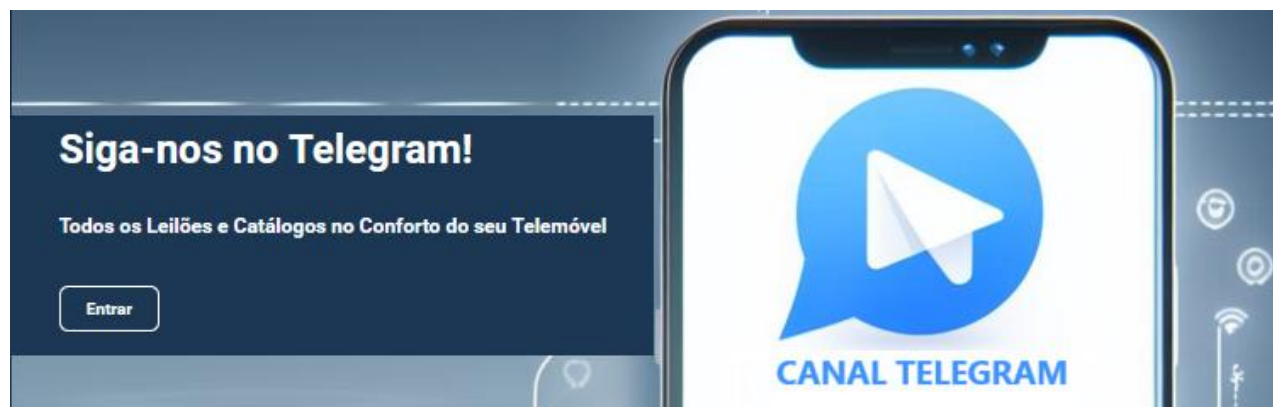 Siga-nos no Telegram!
Todos os Leilões e Catálogos no Conforto do seu Telemóvel
Entrar
CANAL TELEGRAM